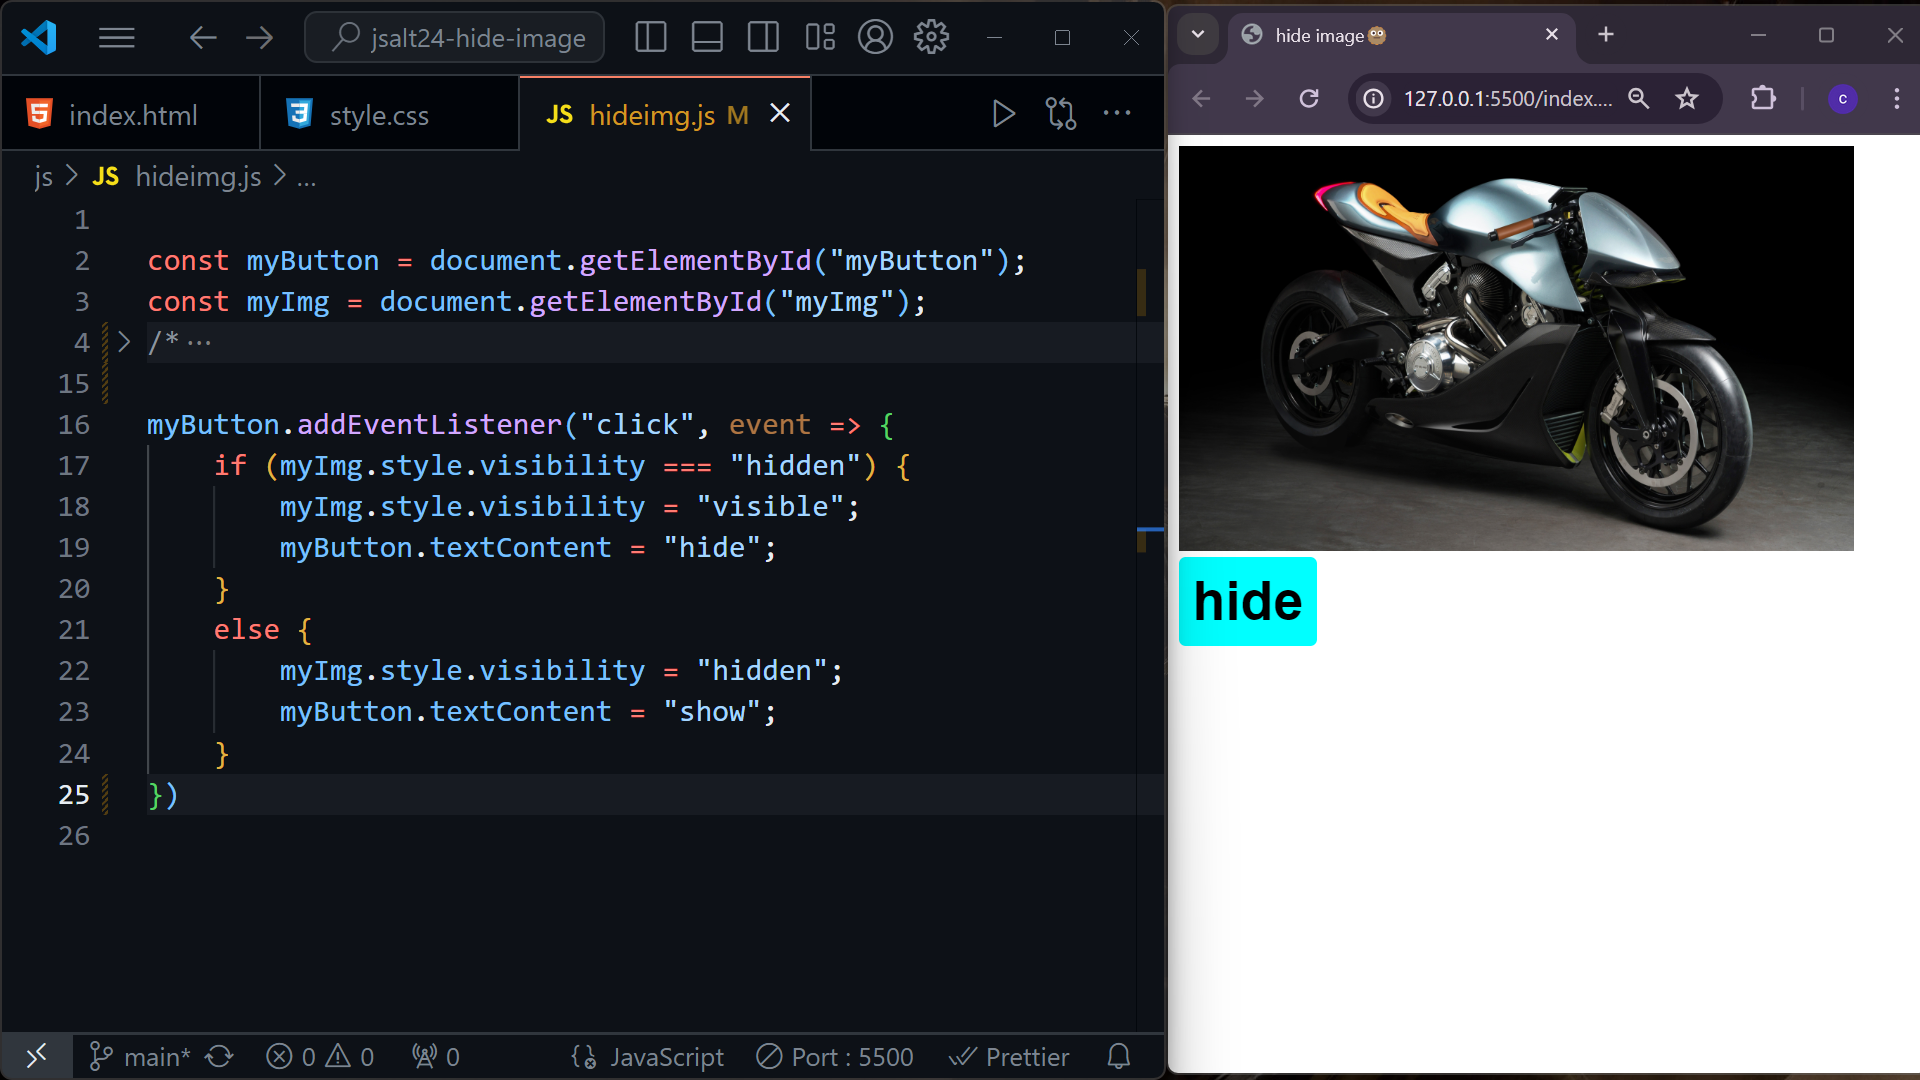 jsalt24-hide-image
index.html
style.css
JS hideimg.js M
js > JS hideimg.js > ...
1
2 const myButton = document.getElementById("myButton");
3 const myImg = document.getElementById("myImg");
4 /* ...
15
16 myButton.addEventListener("click", event => {
17 if (myImg.style.visibility === "hidden") {
18 myImg.style.visibility = "visible";
19 myButton.textContent = "hide";
20 }
21 else {
22 myImg.style.visibility = "hidden";
23 myButton.textContent = "show";
24 }
25 })
26
main* 0 0 0 JavaScript Port : 5500 Prettier
hide image
127.0.0.1:5500/index.... c
hide